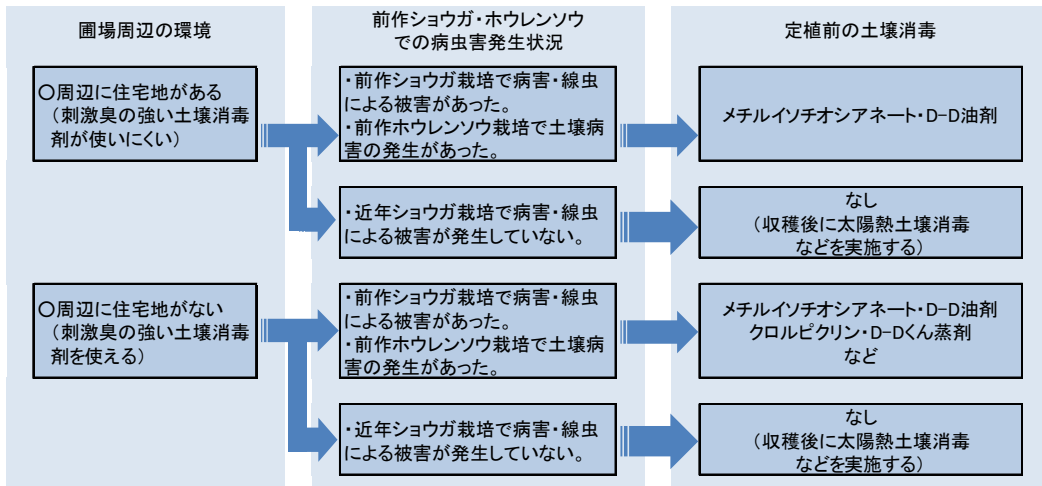 圃場周辺の環境
前作ショウガ・ホウレンソウ
での病虫害発生状況
定植前の土壌消毒
○周辺に住宅地がある
（刺激臭の強い土壌消毒
剤が使いにくい）
・前作ショウガ栽培で病害・線虫
による被害があった。
・前作ホウレンソウ栽培で土壌病
害の発生があった。
メチルイソチオシアネート・D-D油剤
・近年ショウガ栽培で病害・線虫
による被害が発生していない。
なし
（収穫後に太陽熱土壌消毒
などを実施する）
○周辺に住宅地がない
（刺激臭の強い土壌消毒
剤を使える）
・前作ショウガ栽培で病害・線虫
による被害があった。
・前作ホウレンソウ栽培で土壌病
害の発生があった。
メチルイソチオシアネート・D-D油剤
クロルピクリン・D-Dくん蒸剤
など
・近年ショウガ栽培で病害・線虫
による被害が発生していない。
なし
（収穫後に太陽熱土壌消毒
などを実施する）